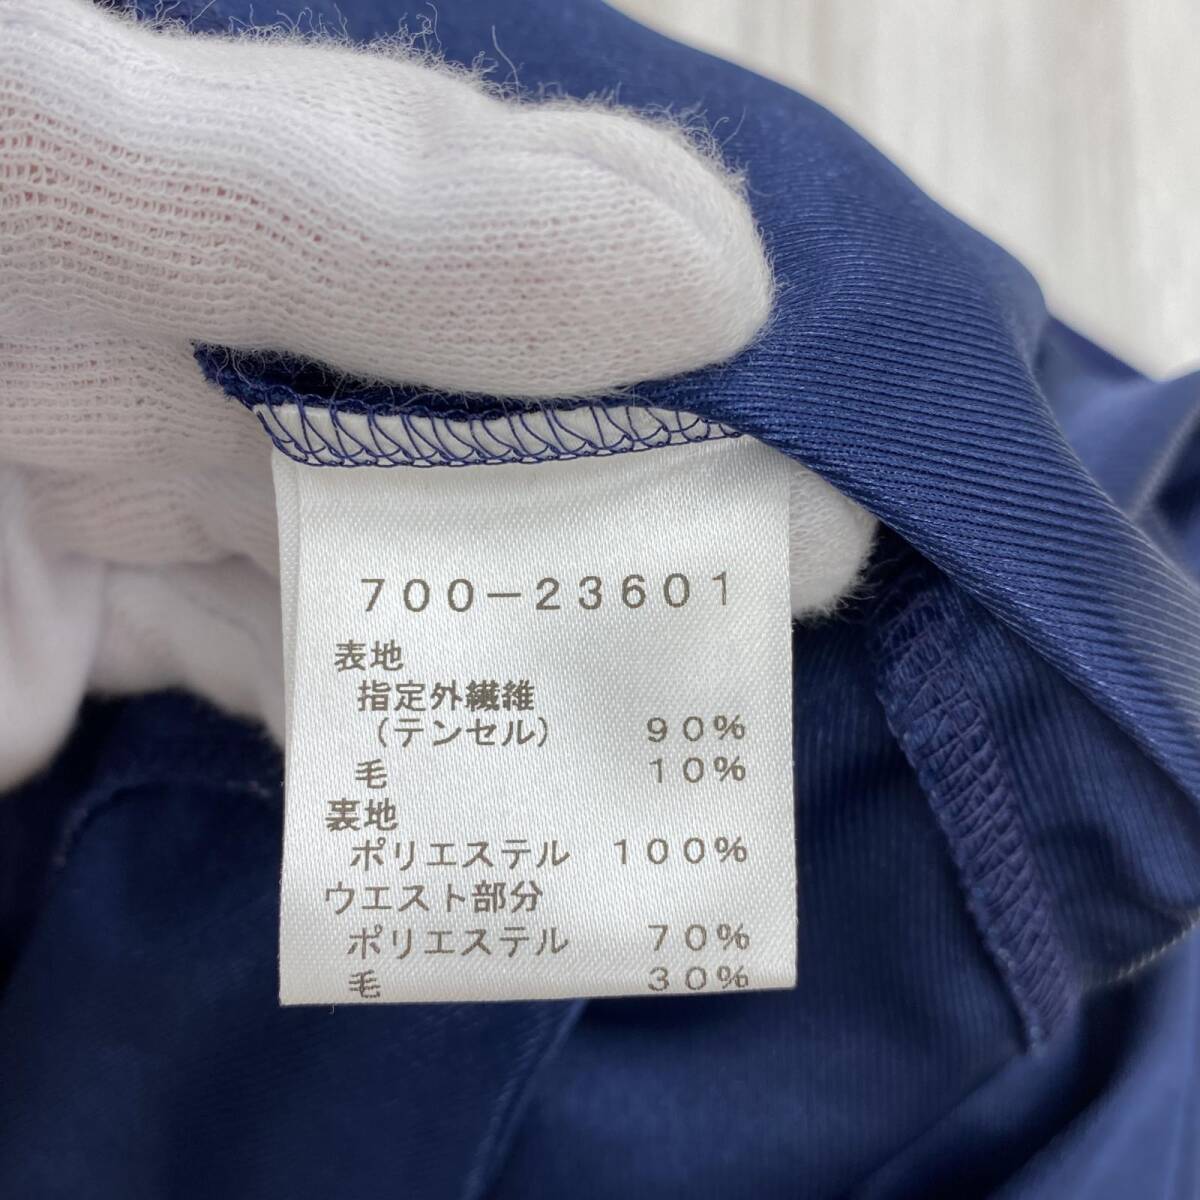 700-23601
表地
指定外繊維
(テンセル) 90%
毛 10%
裏地
ポリエステル 100%
ウエスト部分
ポリエステル 70%
毛 30%